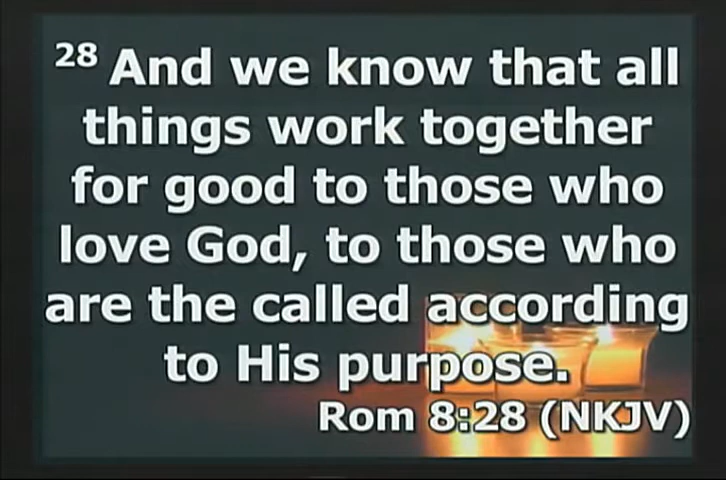 28 And we know that all
things work together
for good to those who
love God, to those who
are the called according
to His purpose.
Rom 8:28 (NKJV)